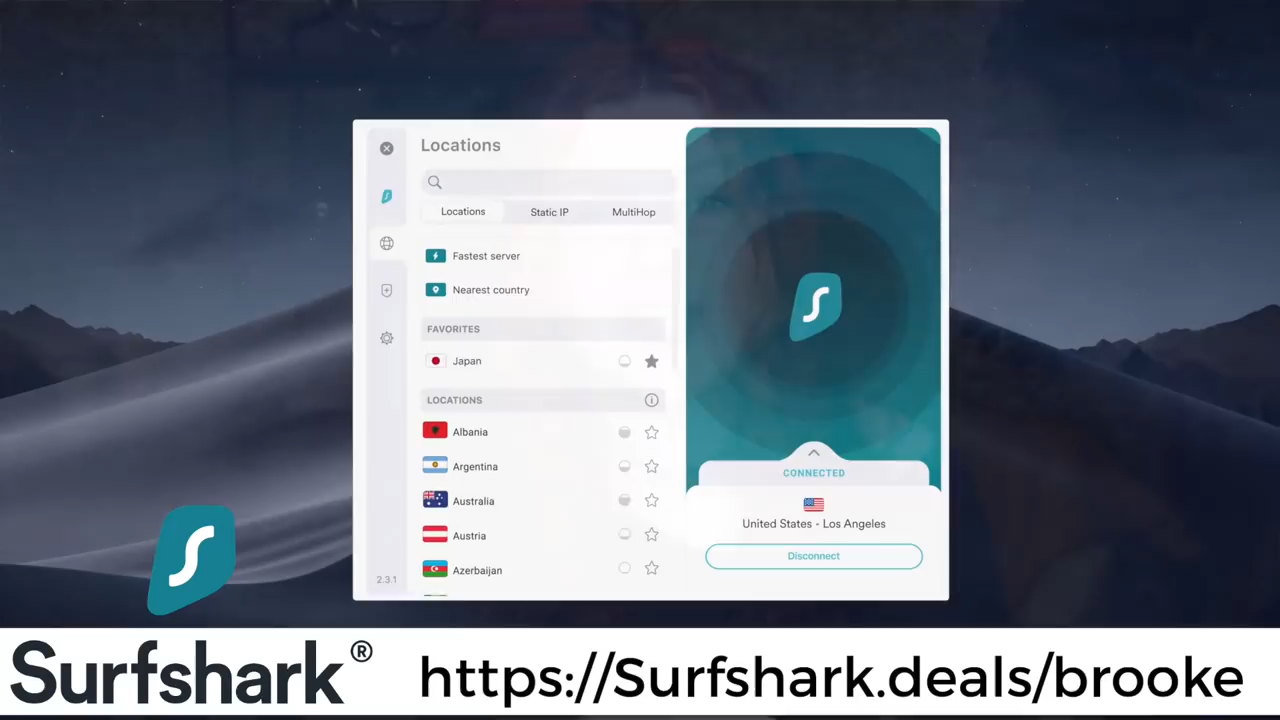 Locations
Locations Static IP MultiHop
Fastest server
Nearest country
FAVORITES
Japan
LOCATIONS
Albania
Argentina
Australia
Austria
Azerbaijan
2.3.1
CONNECTED
United States - Los Angeles
Disconnect
Surfshark®
https://Surfshark.deals/brooke